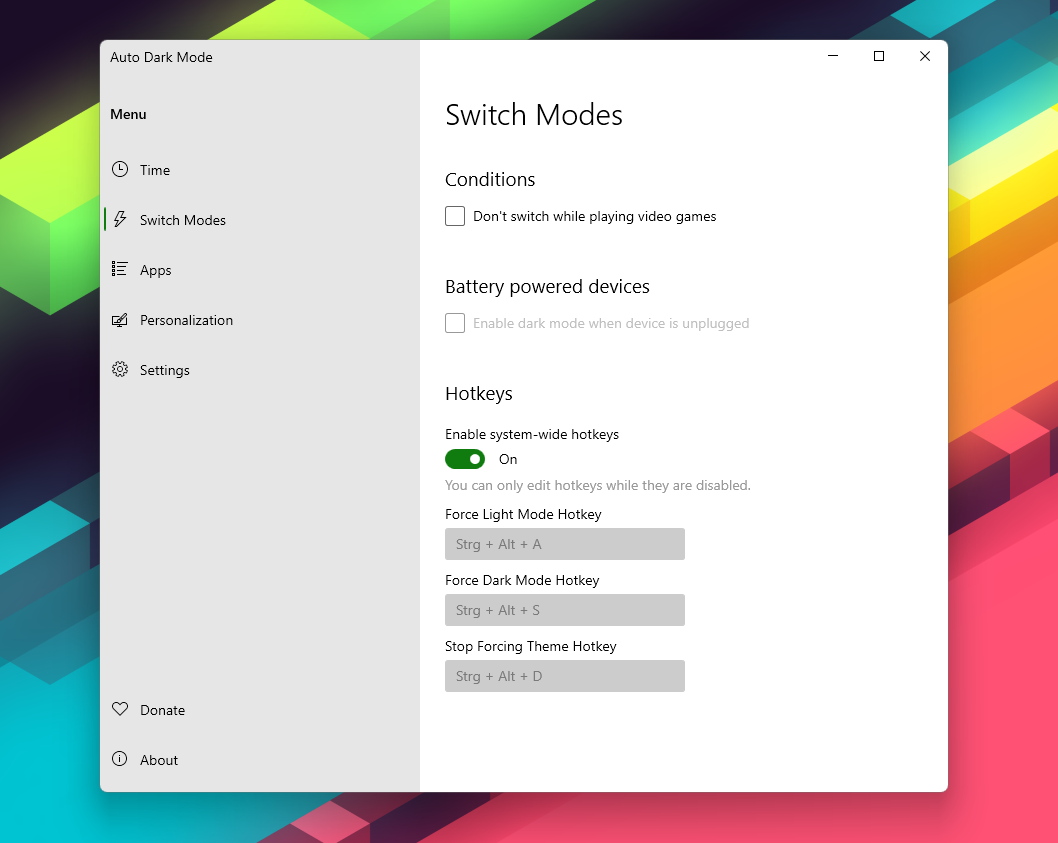 Auto Dark Mode
Menu
Time
Switch Modes
Apps
Personalization
Settings
Donate
About
Switch Modes
Conditions
Don't switch while playing video games
Battery powered devices
Enable dark mode when device is unplugged
Hotkeys
Enable system-wide hotkeys
On
You can only edit hotkeys while they are disabled.
Force Light Mode Hotkey
Strg + Alt + A
Force Dark Mode Hotkey
Strg + Alt + S
Stop Forcing Theme Hotkey
Strg + Alt + D